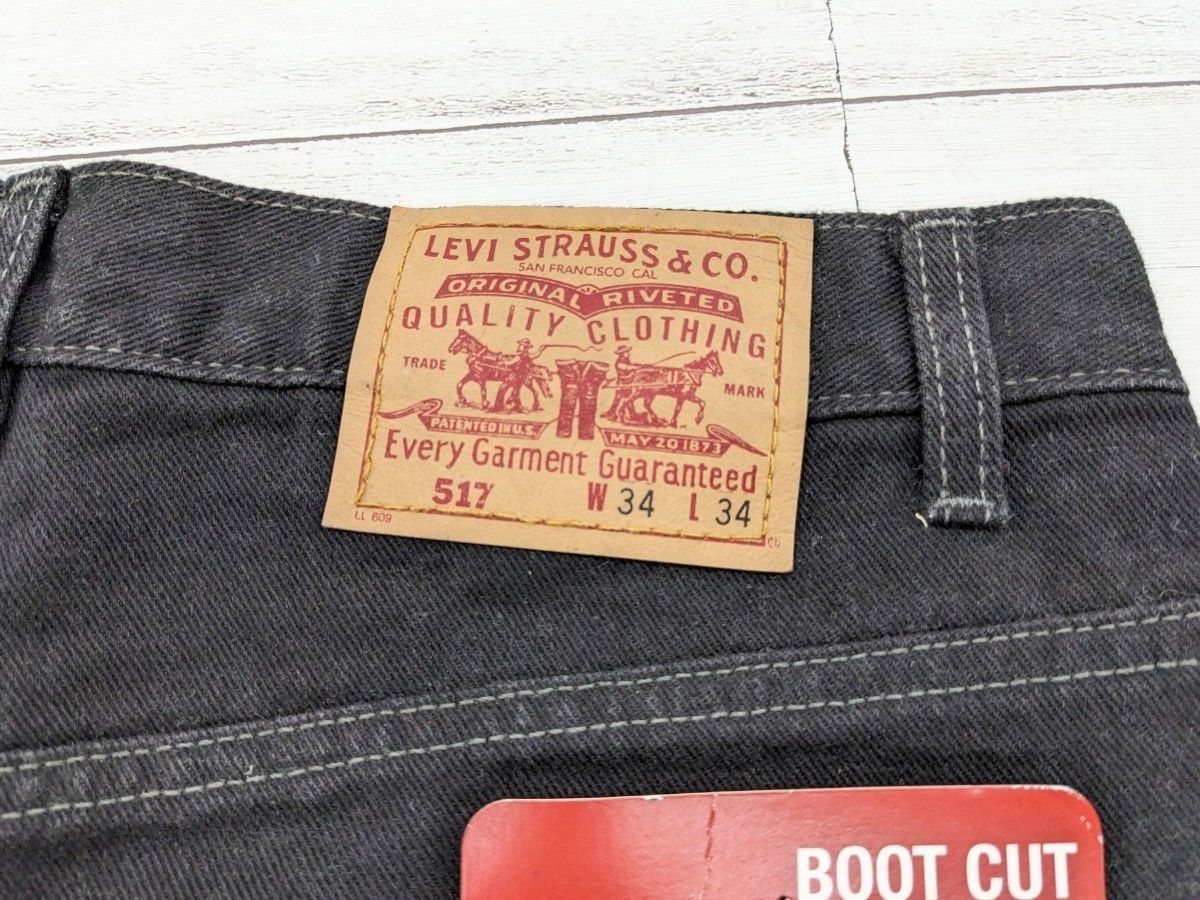 LEVI STRAUSS & CO.
SAN FRANCISCO CAL
ORIGINAL RIVETED
QUALITY CLOTHING
TRADE MARK
PATENTED IN U.S. MAY 20 1873
Every Garment Guaranteed
517 W 34 L 34
LL 609
BOOT CUT